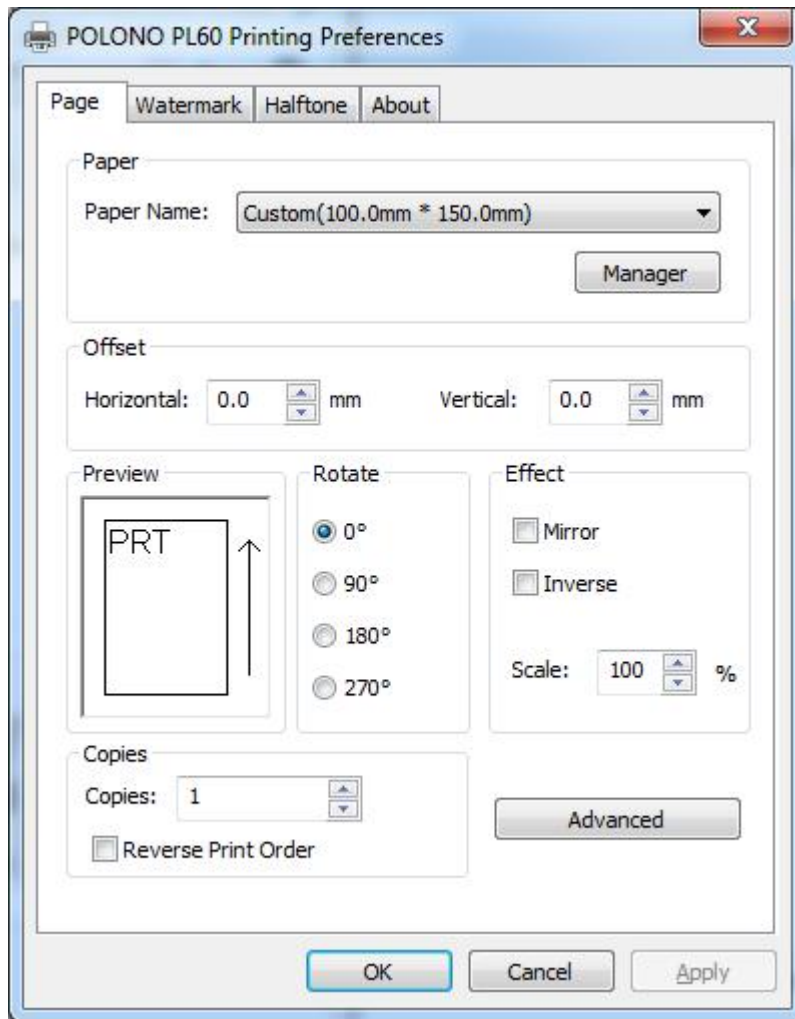 POLONO PL60 Printing Preferences
Page Watermark Halftone About
Paper
Paper Name: Custom(100.0mm * 150.0mm)
Manager
Offset
Horizontal: 0.0 mm Vertical: 0.0 mm
Preview Rotate Effect
PRT
0° Mirror
90° Inverse
180°
Scale: 100 %
270°
Copies
Copies: 1
Advanced
Reverse Print Order
OK Cancel Apply